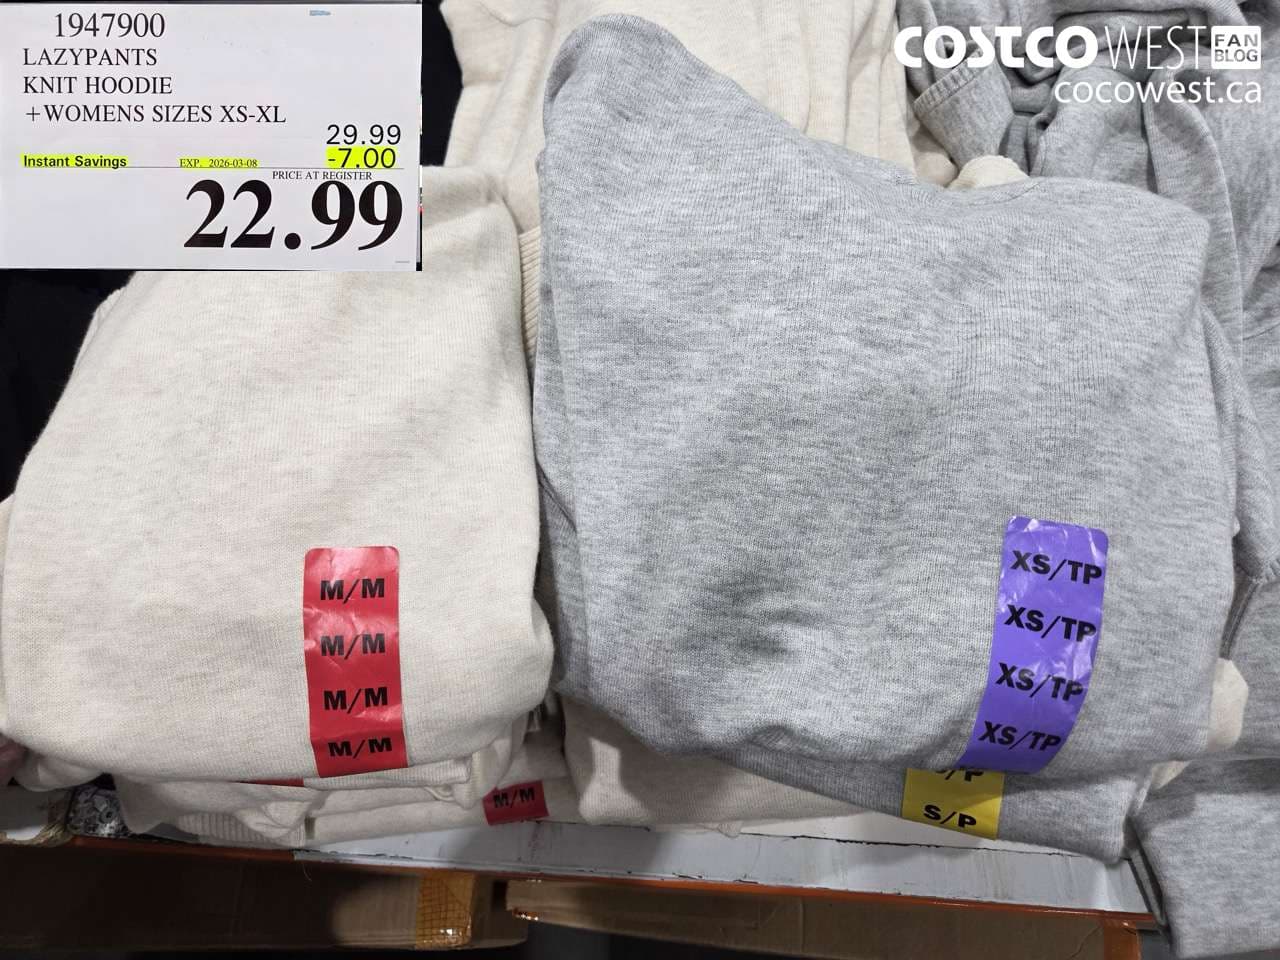 1947900
LAZYPANTS
KNIT HOODIE
+WOMENS SIZES XS-XL
29.99
Instant Savings EXP. 2026-03-08 -7.00
PRICE AT REGISTER
22.99
COSTCO WEST FAN BLOG
cocowest.ca
M/M
M/M
M/M
M/M
M/M
XS/TP
XS/TP
XS/TP
XS/TP
S/P
S/P